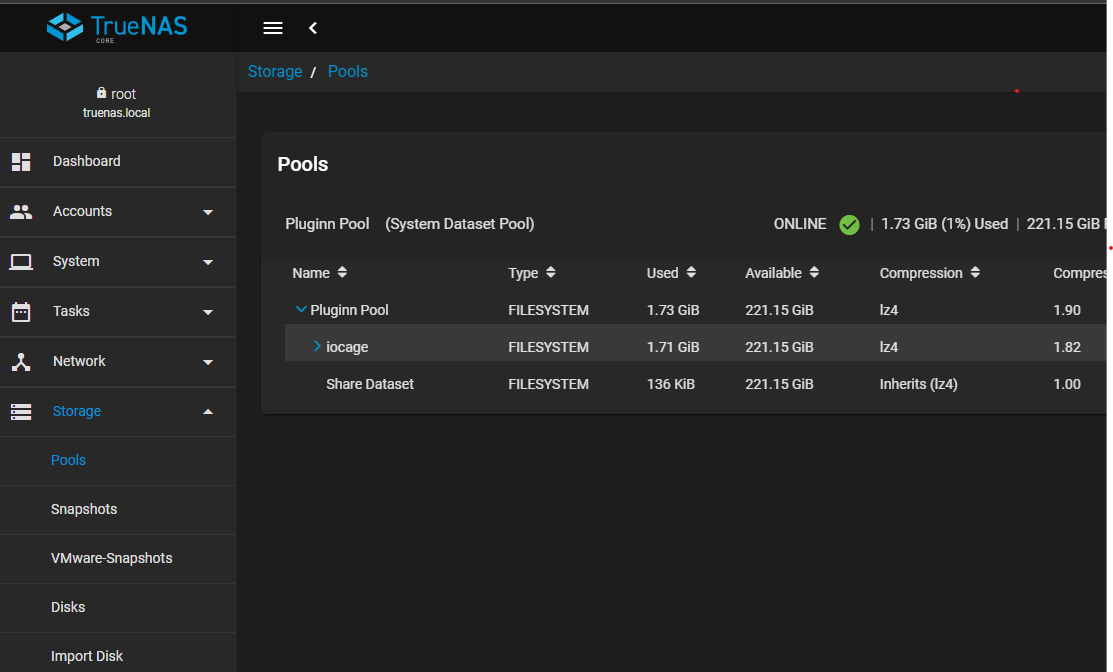 TrueNAS
CORE
Storage / Pools
root
truenas.local
Dashboard
Accounts
System
Tasks
Network
Storage
Pools
Snapshots
VMware-Snapshots
Disks
Import Disk
Pools
Pluginn Pool (System Dataset Pool) ONLINE | 1.73 GiB (1%) Used | 221.15 GiB
Name Type Used Available Compression Compres
Pluginn Pool FILESYSTEM 1.73 GiB 221.15 GiB lz4 1.90
iocage FILESYSTEM 1.71 GiB 221.15 GiB lz4 1.82
Share Dataset FILESYSTEM 136 KiB 221.15 GiB Inherits (lz4) 1.00